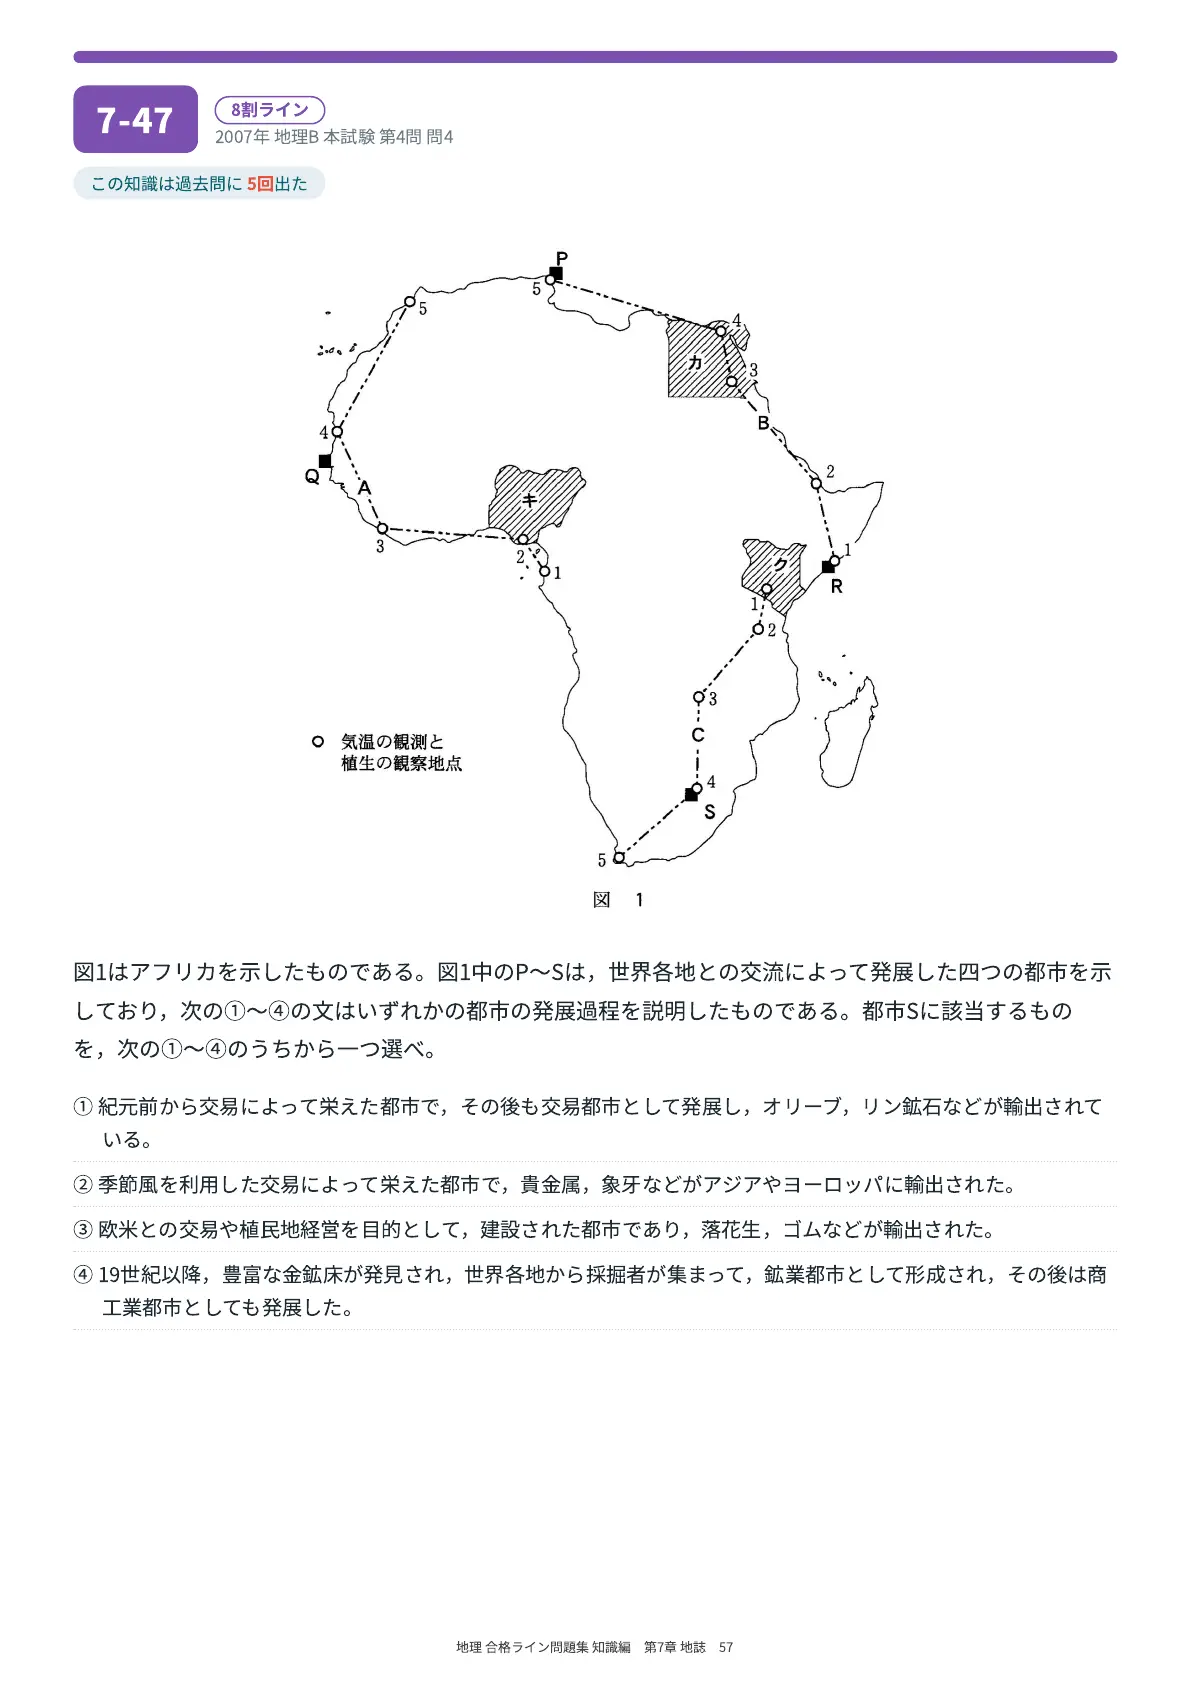 7-47
8割ライン
2007年 地理B 本試験 第4問 問4
この知識は過去問に 5回出た
P
5
5
4
カ
3
B
4
Q
A
キ
2
3
2
1
ク
1
R
1
2
3
C
4
S
5
気温の観測と
植生の観察地点
図 1
図1はアフリカを示したものである。図1中のP〜Sは，世界各地との交流によって発展した四つの都市を示
しており，次の①〜④の文はいずれかの都市の発展過程を説明したものである。都市Sに該当するもの
を，次の①〜④のうちから一つ選べ。
① 紀元前から交易によって栄えた都市で，その後も交易都市として発展し，オリーブ，リン鉱石などが輸出されて
いる。
② 季節風を利用した交易によって栄えた都市で，貴金属，象牙などがアジアやヨーロッパに輸出された。
③ 欧米との交易や植民地経営を目的として，建設された都市であり，落花生，ゴムなどが輸出された。
④ 19世紀以降，豊富な金鉱床が発見され，世界各地から採掘者が集まって，鉱業都市として形成され，その後は商
工業都市としても発展した。
地理 合格ライン問題集 知識編 第7章 地誌 57